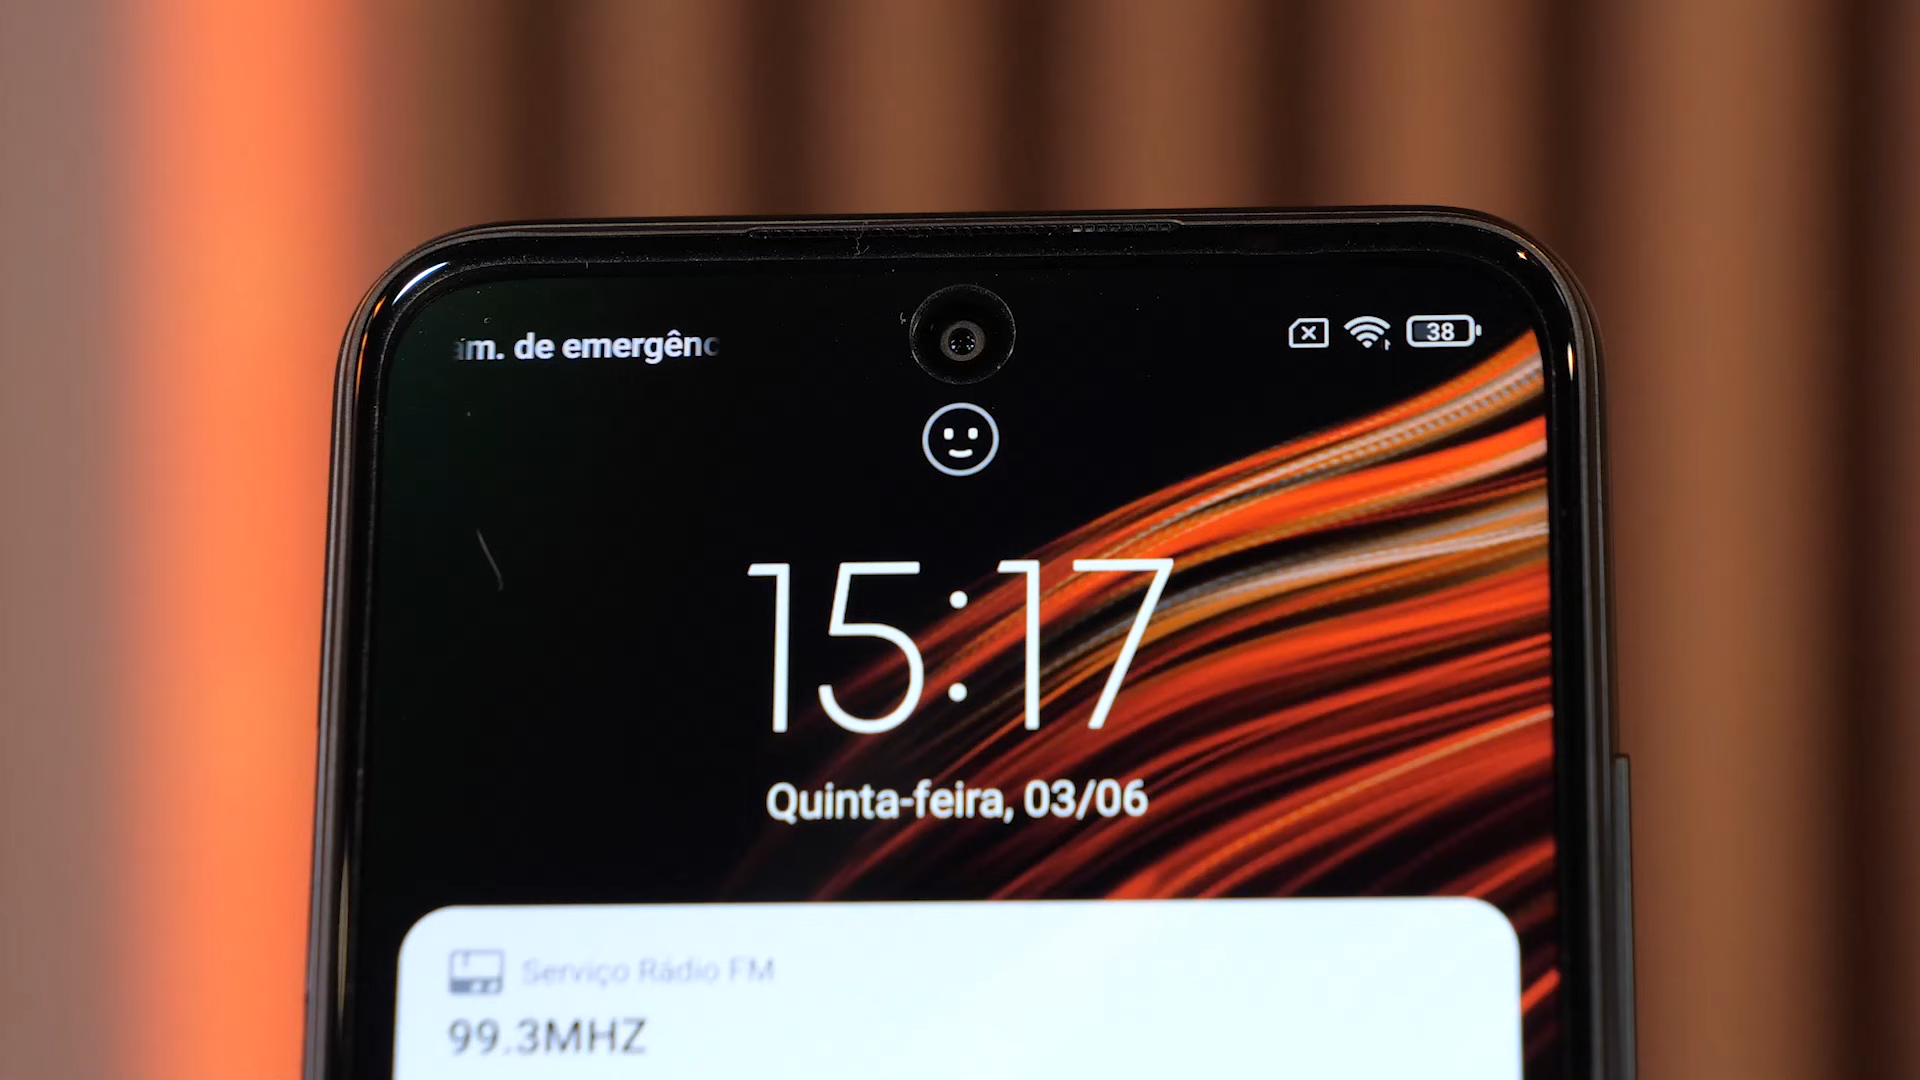 de emergênc
38
15:17
Quinta-feira, 03/06
Serviço Rádio FM
99.3MHZ